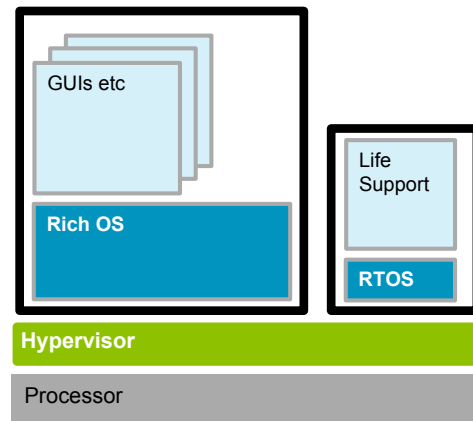 GUIs etc
Rich OS
Life
Support
RTOS
Hypervisor
Processor